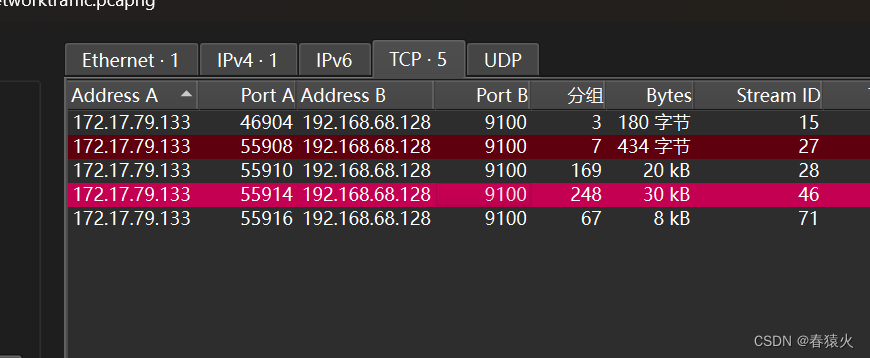 etworktraffic.pcapng
Ethernet · 1 IPv4 · 1 IPv6 TCP · 5 UDP
Address A Port A Address B Port B 分组 Bytes Stream ID
172.17.79.133 46904 192.168.68.128 9100 3 180 字节 15
172.17.79.133 55908 192.168.68.128 9100 7 434 字节 27
172.17.79.133 55910 192.168.68.128 9100 169 20 kB 28
172.17.79.133 55914 192.168.68.128 9100 248 30 kB 46
172.17.79.133 55916 192.168.68.128 9100 67 8 kB 71
CSDN @春猿火